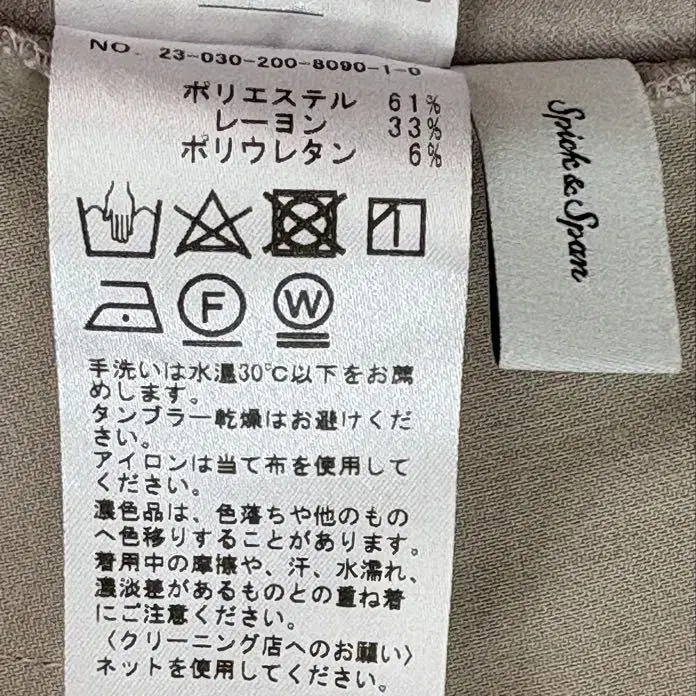 NO. 23-030-200-8090-1-0
ポリエステル 61%
レーヨン 33%
ポリウレタン 6%
F
W
手洗いは水温30℃以下をお薦
めします。
タンブラー乾燥はお避けくだ
さい。
アイロンは当て布を使用して
ください。
濃色品は、色落ちや他のもの
へ色移りすることがあります。
着用中の摩擦や、汗、水濡れ、
濃淡差があるものとの重ね着
にご注意ください。
〈クリーニング店へのお願い〉
ネットを使用してください。
Spick & Span